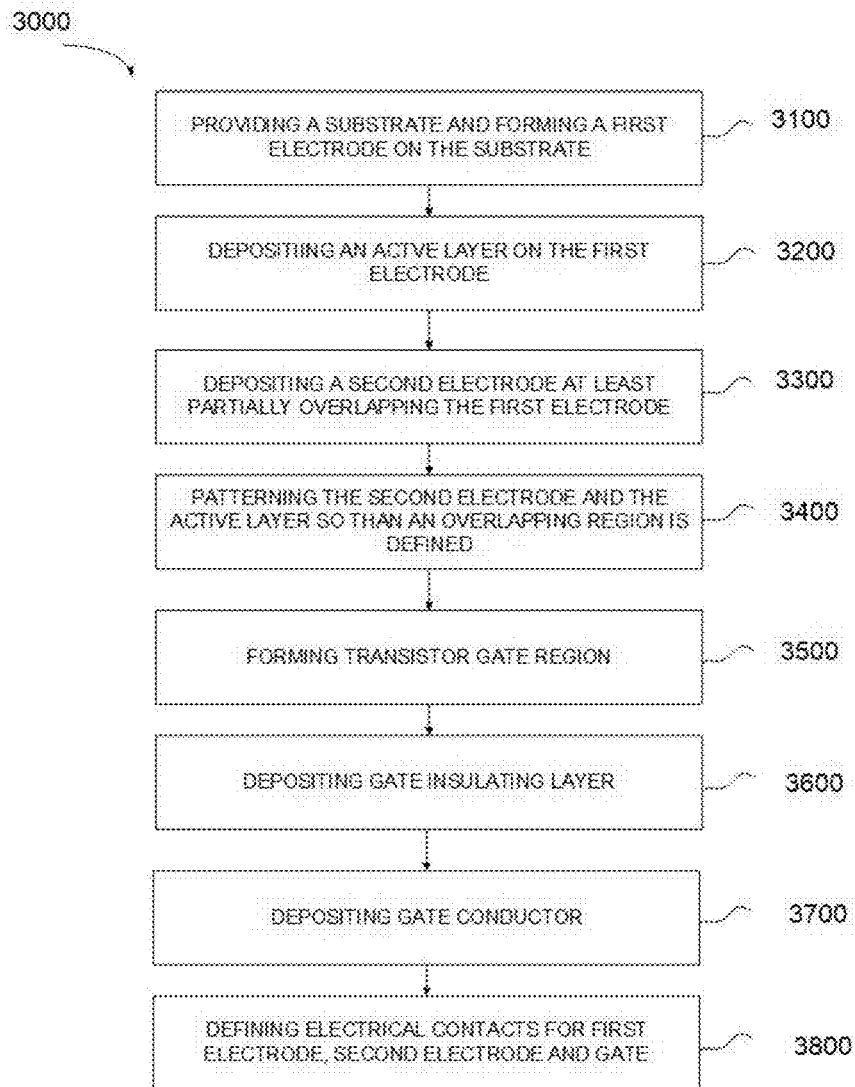 3000
PROVIDING A SUBSTRATE AND FORMING A FIRST
ELECTRODE ON THE SUBSTRATE
3100
DEPOSITIING AN ACTVE LAYER ON THE FIRST
ELECTRODE
3200
DEPOSITING A SECOND ELECTRODE AT LEAST
PARTIALLY OVERLAPPING THE FIRST ELECTRODE
3300
PATTERNING THE SECOND ELECTRODE AND THE
ACTIVE LAYER SO THAN AN OVERLAPPING REGION IS
DEFINED
3400
FORMING TRANSISTOR GATE REGION
3500
DEPOSITING GATE INSULATING LAYER
3600
DEPOSITING GATE CONDUCTOR
3700
DEFINING ELECTRICAL CONTACTS FOR FIRST
ELECTRODE, SECOND ELECTRODE AND GATE
3800